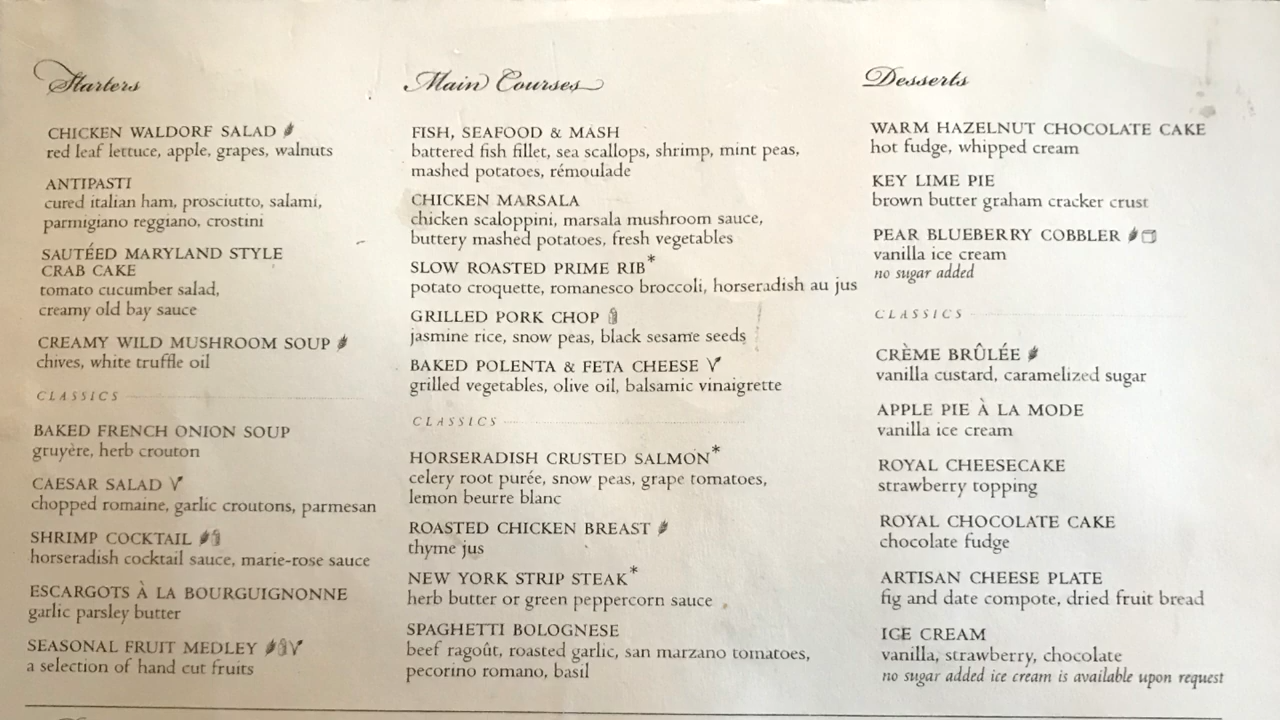 Starters
CHICKEN WALDORF SALAD
red leaf lettuce, apple, grapes, walnuts
ANTIPASTI
cured italian ham, prosciutto, salami,
parmigiano reggiano, crostini
SAUTÉED MARYLAND STYLE
CRAB CAKE
tomato cucumber salad,
creamy old bay sauce
CREAMY WILD MUSHROOM SOUP
chives, white truffle oil
CLASSICS
BAKED FRENCH ONION SOUP
gruyère, herb crouton
CAESAR SALAD V
chopped romaine, garlic croutons, parmesan
SHRIMP COCKTAIL
horseradish cocktail sauce, marie-rose sauce
ESCARGOTS À LA BOURGUIGNONNE
garlic parsley butter
SEASONAL FRUIT MEDLEY V
a selection of hand cut fruits
Main Courses
FISH, SEAFOOD & MASH
battered fish fillet, sea scallops, shrimp, mint peas,
mashed potatoes, rémoulade
CHICKEN MARSALA
chicken scaloppini, marsala mushroom sauce,
buttery mashed potatoes, fresh vegetables
SLOW ROASTED PRIME RIB*
potato croquette, romanesco broccoli, horseradish au jus
GRILLED PORK CHOP
jasmine rice, snow peas, black sesame seeds
BAKED POLENTA & FETA CHEESE V
grilled vegetables, olive oil, balsamic vinaigrette
CLASSICS
HORSERADISH CRUSTED SALMON*
celery root purée, snow peas, grape tomatoes,
lemon beurre blanc
ROASTED CHICKEN BREAST
thyme jus
NEW YORK STRIP STEAK*
herb butter or green peppercorn sauce
SPAGHETTI BOLOGNESE
beef ragoût, roasted garlic, san marzano tomatoes,
pecorino romano, basil
Desserts
WARM HAZELNUT CHOCOLATE CAKE
hot fudge, whipped cream
KEY LIME PIE
brown butter graham cracker crust
PEAR BLUEBERRY COBBLER
vanilla ice cream
no sugar added
CLASSICS
CRÈME BRÛLÉE
vanilla custard, caramelized sugar
APPLE PIE À LA MODE
vanilla ice cream
ROYAL CHEESECAKE
strawberry topping
ROYAL CHOCOLATE CAKE
chocolate fudge
ARTISAN CHEESE PLATE
fig and date compote, dried fruit bread
ICE CREAM
vanilla, strawberry, chocolate
no sugar added ice cream is available upon request